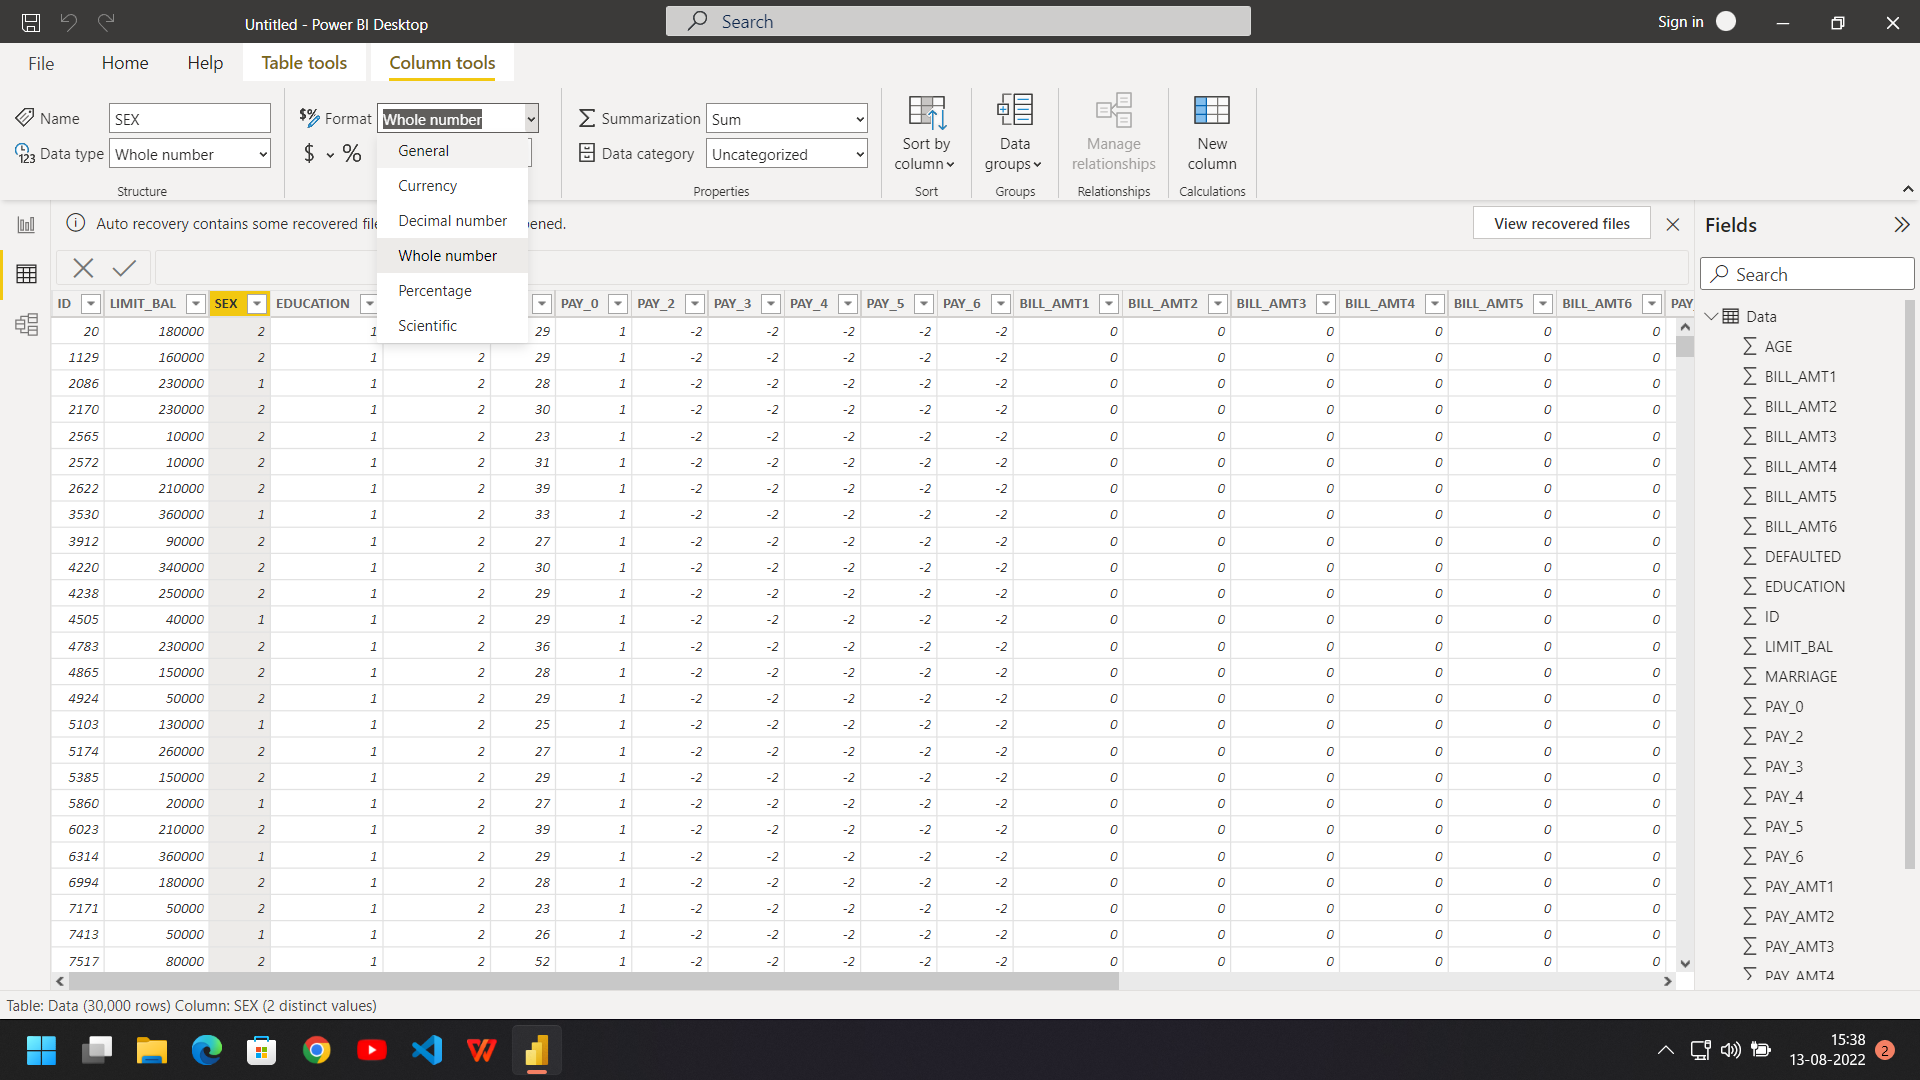 Untitled - Power BI Desktop
Search
Sign in
File Home Help Table tools Column tools
Name SEX
Data type Whole number
Structure
Format Whole number
$ %
General
Currency
Decimal number
Whole number
Percentage
Scientific
Summarization Sum
Data category Uncategorized
Properties
Sort by column
Sort
Data groups
Groups
Manage relationships
Relationships
New column
Calculations
Auto recovery contains some recovered ened.
View recovered files
ID LIMIT_BAL SEX EDUCATION PAY_0 PAY_2 PAY_3 PAY_4 PAY_5 PAY_6 BILL_AMT1 BILL_AMT2 BILL_AMT3 BILL_AMT4 BILL_AMT5 BILL_AMT6 PAY_
20 180000 2 1 29 1 -2 -2 -2 -2 -2 0 0 0 0 0 0
1129 160000 2 1 2 29 1 -2 -2 -2 -2 -2 0 0 0 0 0 0
2086 230000 1 1 2 28 1 -2 -2 -2 -2 -2 0 0 0 0 0 0
2170 230000 2 1 2 30 1 -2 -2 -2 -2 -2 0 0 0 0 0 0
2565 10000 2 1 2 23 1 -2 -2 -2 -2 -2 0 0 0 0 0 0
2572 10000 2 1 2 31 1 -2 -2 -2 -2 -2 0 0 0 0 0 0
2622 210000 2 1 2 39 1 -2 -2 -2 -2 -2 0 0 0 0 0 0
3530 360000 1 1 2 33 1 -2 -2 -2 -2 -2 0 0 0 0 0 0
3912 90000 2 1 2 27 1 -2 -2 -2 -2 -2 0 0 0 0 0 0
4220 340000 2 1 2 30 1 -2 -2 -2 -2 -2 0 0 0 0 0 0
4238 250000 2 1 2 29 1 -2 -2 -2 -2 -2 0 0 0 0 0 0
4505 40000 1 1 2 29 1 -2 -2 -2 -2 -2 0 0 0 0 0 0
4783 230000 2 1 2 36 1 -2 -2 -2 -2 -2 0 0 0 0 0 0
4865 150000 2 1 2 28 1 -2 -2 -2 -2 -2 0 0 0 0 0 0
4924 50000 2 1 2 29 1 -2 -2 -2 -2 -2 0 0 0 0 0 0
5103 130000 1 1 2 25 1 -2 -2 -2 -2 -2 0 0 0 0 0 0
5174 260000 2 1 2 27 1 -2 -2 -2 -2 -2 0 0 0 0 0 0
5385 150000 2 1 2 29 1 -2 -2 -2 -2 -2 0 0 0 0 0 0
5860 20000 1 1 2 27 1 -2 -2 -2 -2 -2 0 0 0 0 0 0
6023 210000 2 1 2 39 1 -2 -2 -2 -2 -2 0 0 0 0 0 0
6314 360000 1 1 2 29 1 -2 -2 -2 -2 -2 0 0 0 0 0 0
6994 180000 2 1 2 28 1 -2 -2 -2 -2 -2 0 0 0 0 0 0
7171 50000 2 1 2 23 1 -2 -2 -2 -2 -2 0 0 0 0 0 0
7413 50000 1 1 2 26 1 -2 -2 -2 -2 -2 0 0 0 0 0 0
7517 80000 2 1 2 52 1 -2 -2 -2 -2 -2 0 0 0 0 0 0
Fields
Search
Data
AGE
BILL_AMT1
BILL_AMT2
BILL_AMT3
BILL_AMT4
BILL_AMT5
BILL_AMT6
DEFAULTED
EDUCATION
ID
LIMIT_BAL
MARRIAGE
PAY_0
PAY_2
PAY_3
PAY_4
PAY_5
PAY_6
PAY_AMT1
PAY_AMT2
PAY_AMT3
PAY_AMT4
Table: Data (30,000 rows) Column: SEX (2 distinct values)
15:38
13-08-2022
2